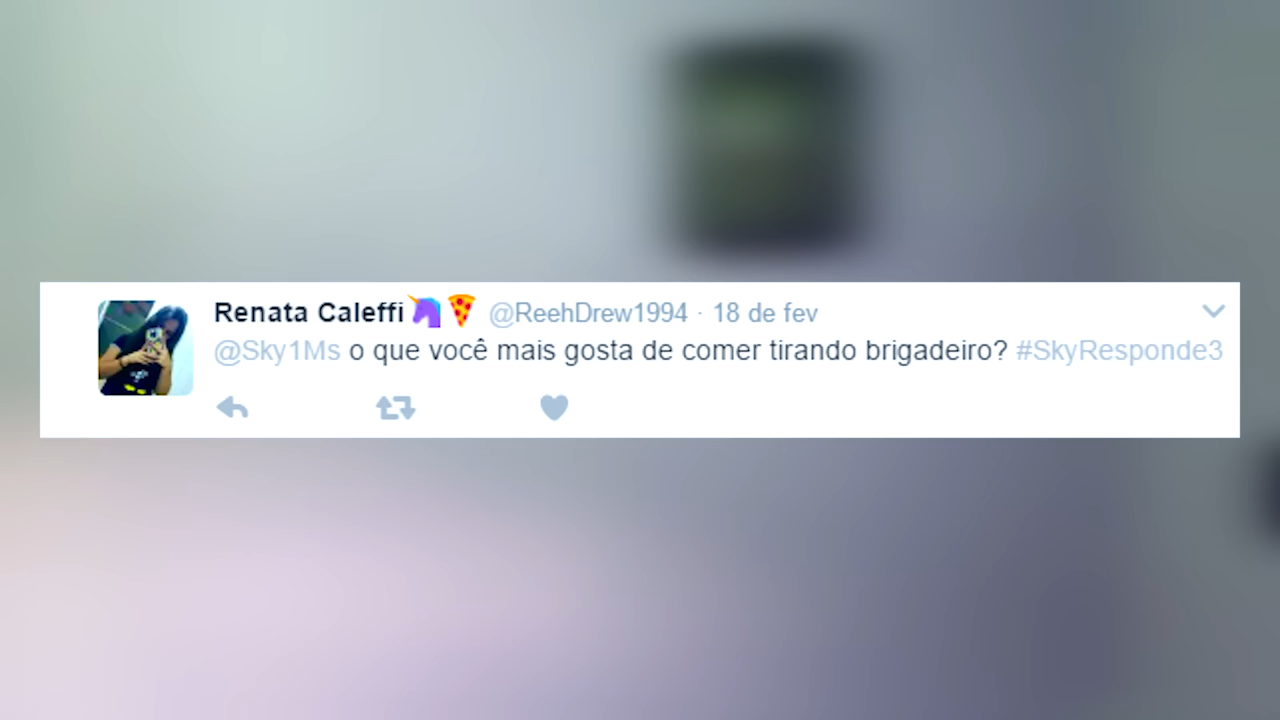 Renata Caleffi🦄🍕 @ReehDrew1994 · 18 de fev
@Sky1Ms o que você mais gosta de comer tirando brigadeiro? #SkyResponde3